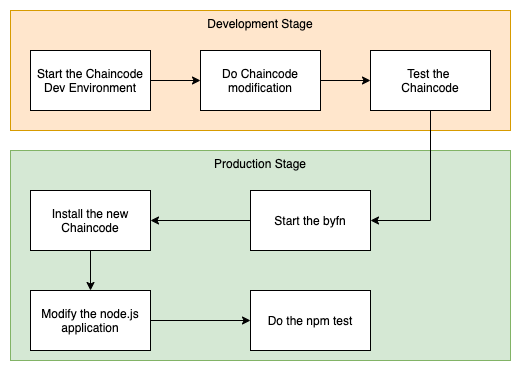 Development Stage
Start the Chaincode
Dev Environment
Do Chaincode
modification
Test the
Chaincode
Production Stage
Install the new
Chaincode
Start the byfn
Modify the node.js
application
Do the npm test